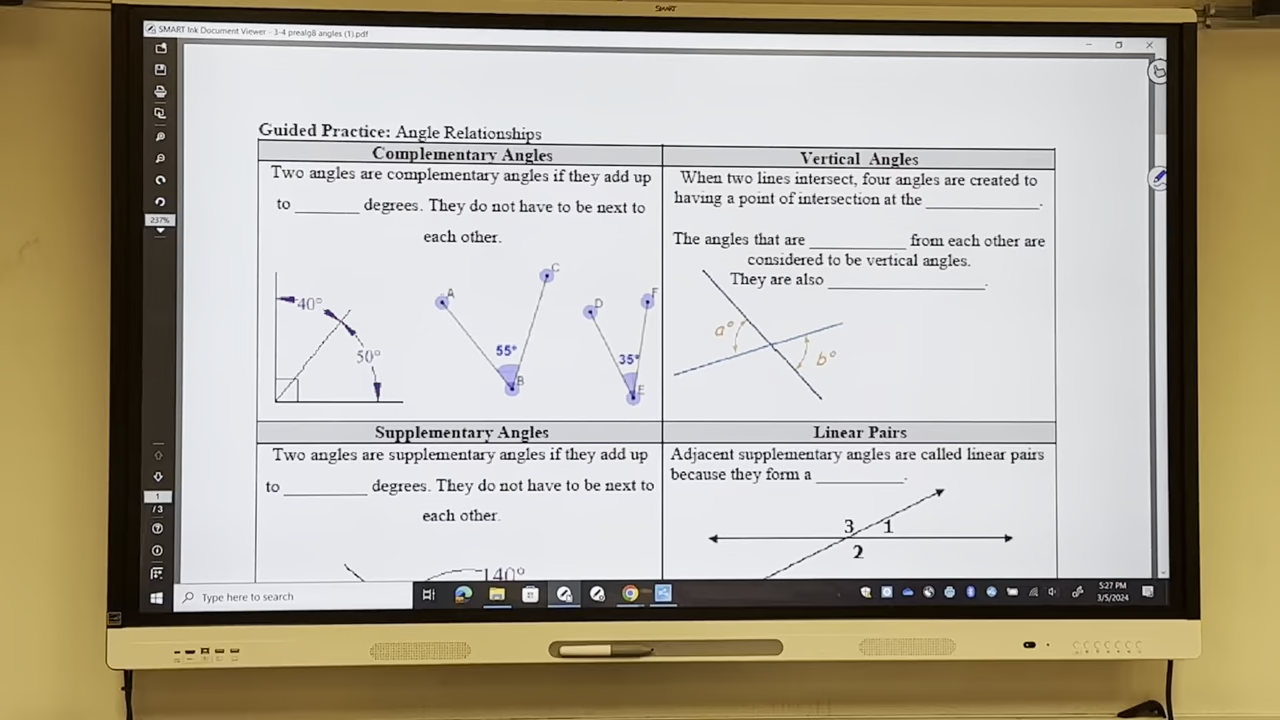 SMART
SMART Ink Document Viewer - 3-4 prealg8 angles (1).pdf
237%
Guided Practice: Angle Relationships
Complementary Angles
Two angles are complementary angles if they add up
to ________ degrees. They do not have to be next to
each other.
40°
50°
A
C
55°
B
D
F
35°
E
Vertical Angles
When two lines intersect, four angles are created to
having a point of intersection at the ______________.
The angles that are ____________ from each other are
considered to be vertical angles.
They are also ____________________.
a°
b°
Supplementary Angles
Two angles are supplementary angles if they add up
to __________ degrees. They do not have to be next to
each other.
140°
Linear Pairs
Adjacent supplementary angles are called linear pairs
because they form a ___________.
3 1
2
1
/ 3
Type here to search
5:27 PM
3/5/2024